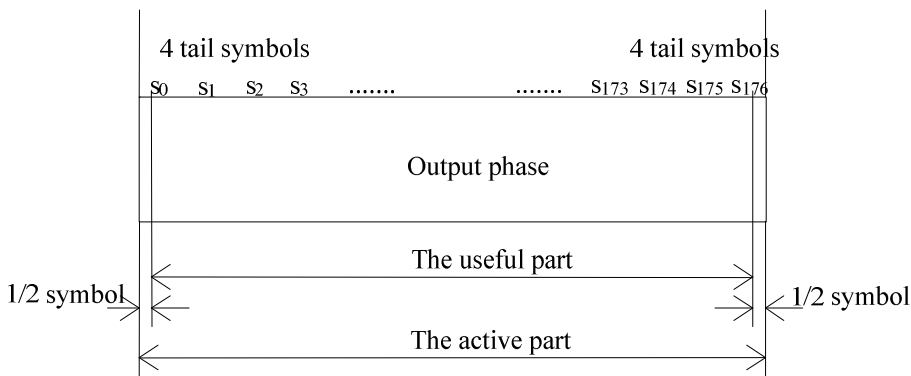 4 tail symbols 4 tail symbols
s0 s1 s2 s3 ....... ....... s173 s174 s175 s176
Output phase
The useful part
1/2 symbol 1/2 symbol
The active part